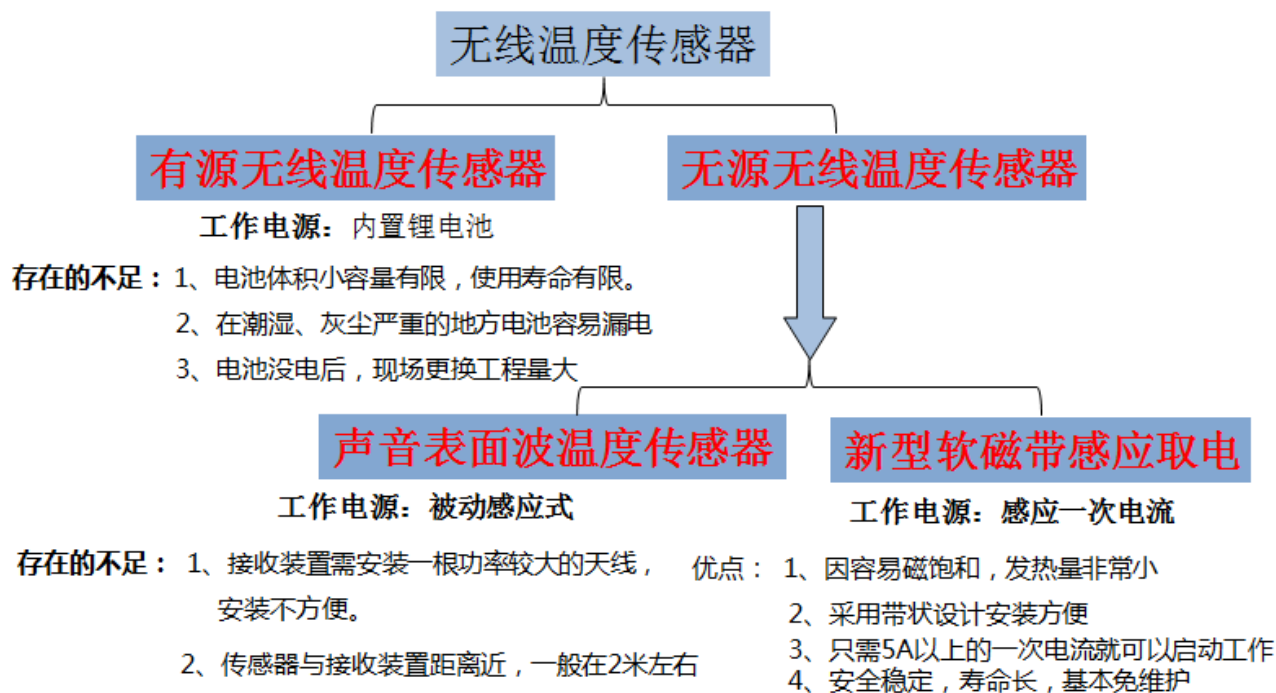 无线温度传感器
有源无线温度传感器
无源无线温度传感器
工作电源：内置锂电池
存在的不足：1、电池体积小容量有限，使用寿命有限。
2、在潮湿、灰尘严重的地方电池容易漏电
3、电池没电后，现场更换工程量大
声音表面波温度传感器
新型软磁带感应取电
工作电源：被动感应式
工作电源：感应一次电流
存在的不足：1、接收装置需安装一根功率较大的天线，
安装不方便。
2、传感器与接收装置距离近，一般在2米左右
优点：1、因容易磁饱和，发热量非常小
2、采用带状设计安装方便
3、只需5A以上的一次电流就可以启动工作
4、安全稳定，寿命长，基本免维护